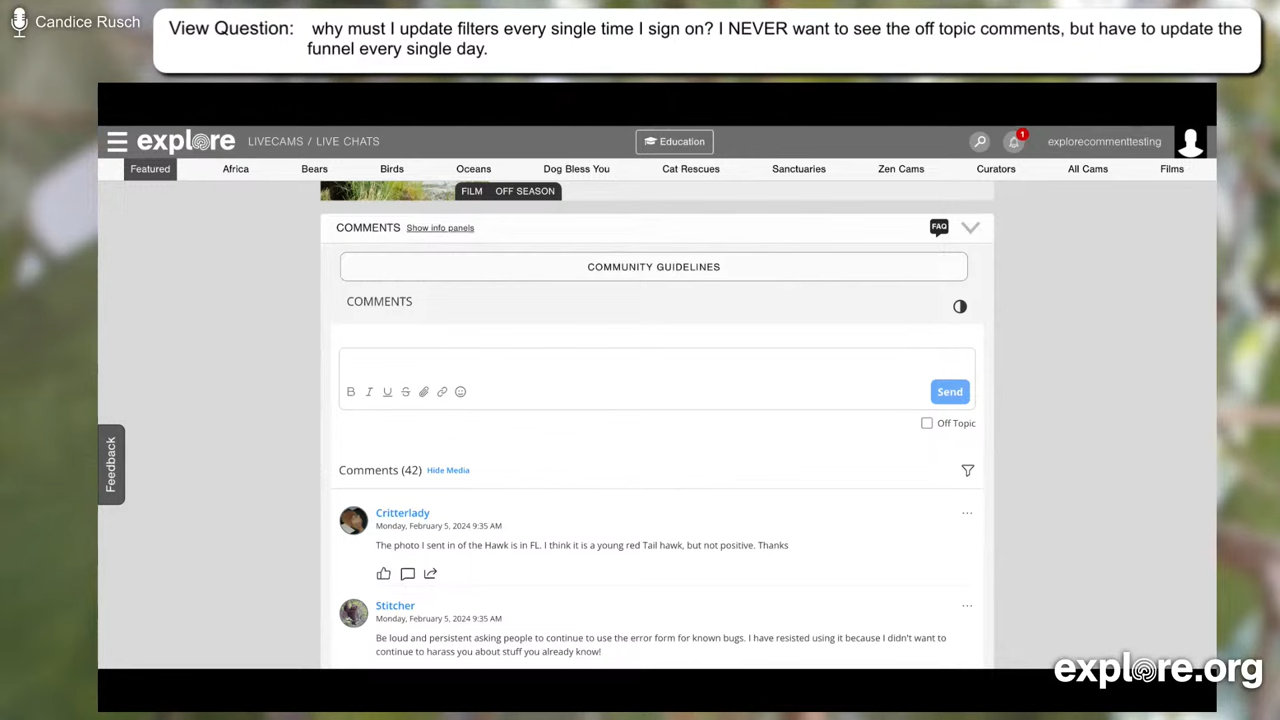 Candice Rusch
View Question: why must I update filters every single time I sign on? I NEVER want to see the off topic comments, but have to update the
funnel every single day.
explore LIVECAMS / LIVE CHATS Education 1 explorecommenttesting
Featured Africa Bears Birds Oceans Dog Bless You Cat Rescues Sanctuaries Zen Cams Curators All Cams Films
FILM OFF SEASON
COMMENTS Show info panels FAQ
COMMUNITY GUIDELINES
COMMENTS
B I U S Send
Off Topic
Feedback
Comments (42) Hide Media
Critterlady ...
Monday, February 5, 2024 9:35 AM
The photo I sent in of the Hawk is in FL. I think it is a young red Tail hawk, but not positive. Thanks
Stitcher ...
Monday, February 5, 2024 9:35 AM
Be loud and persistent asking people to continue to use the error form for known bugs. I have resisted using it because I didn't want to
continue to harass you about stuff you already know!
explore.org